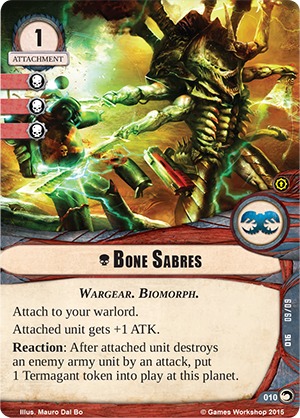 1
ATTACHMENT
BONE SABRES
WARGEAR. BIOMORPH.
Attach to your warlord.
Attached unit gets +1 ATK.
Reaction: After attached unit destroys
an enemy army unit by an attack, put
1 Termagant token into play at this planet.
016 09/09
010
Illus. Mauro Dal Bo
© Games Workshop 2015